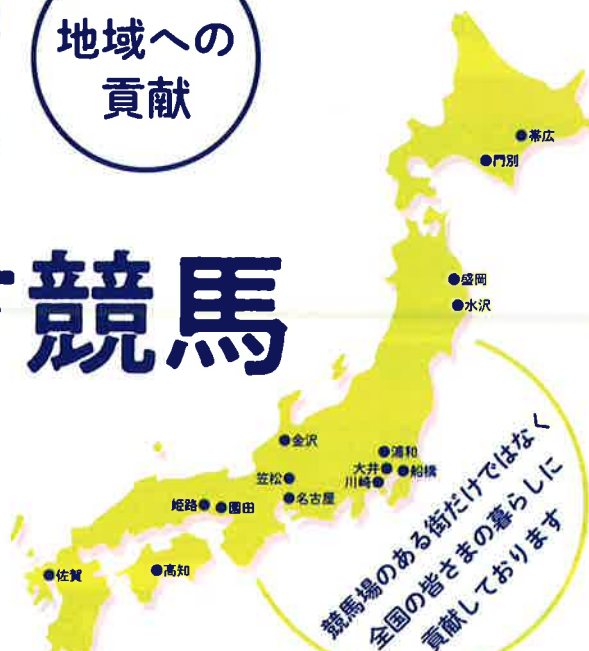 地域への
貢献
競馬
帯広
門別
盛岡
水沢
金沢
浦和
大井
船橋
川崎
笠松
名古屋
姫路
園田
佐賀
高知
競馬場のある街だけではなく
全国の皆さまの暮らしに
貢献しております